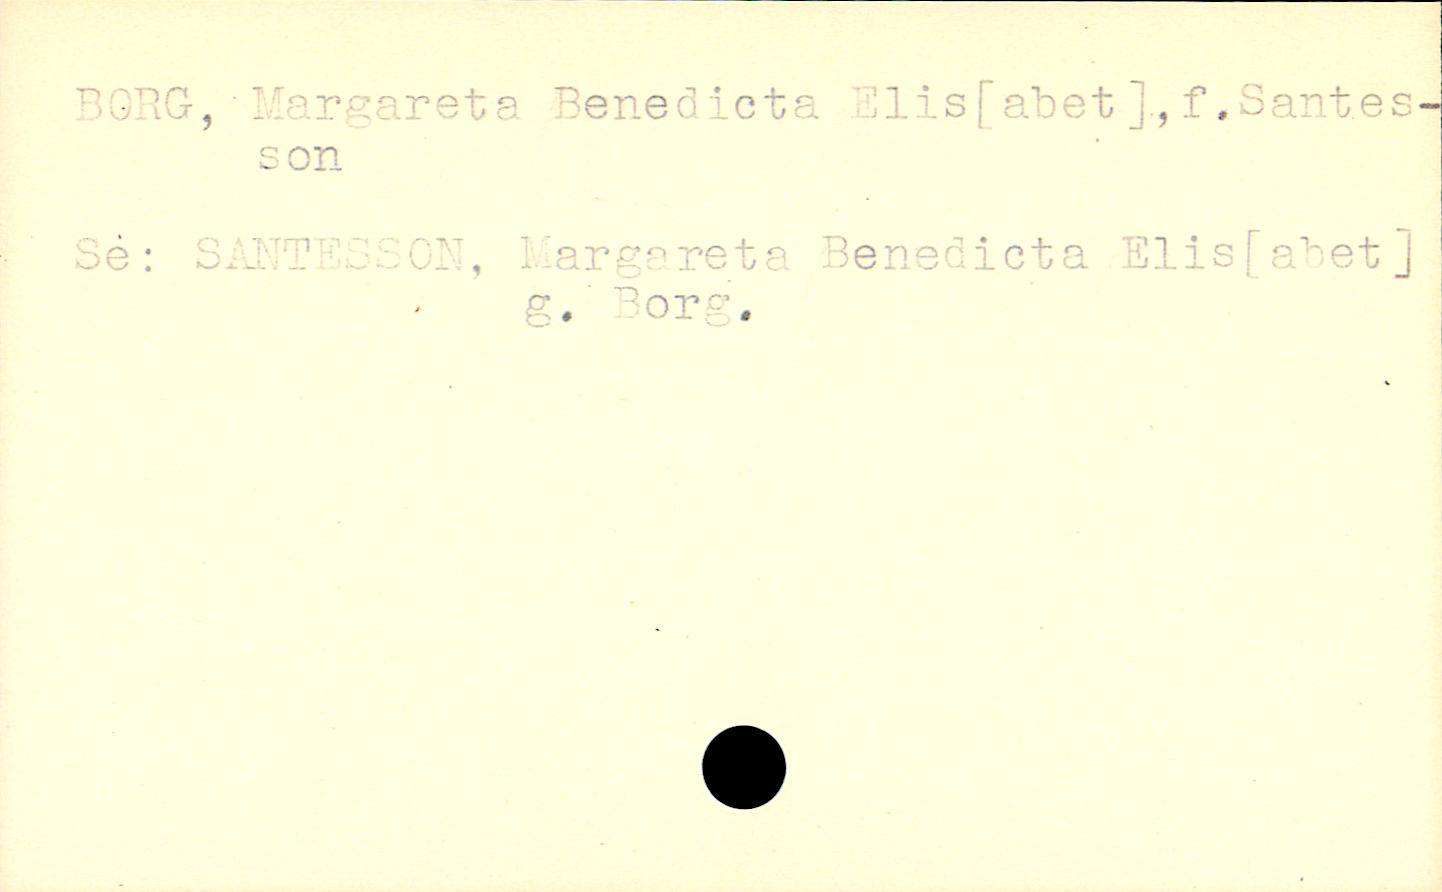 BORG, Margareta Benedicta Elis[abet],f.Santes-
son
Se: SANTESSON, Margareta Benedicta Elis[abet]
g. Borg.